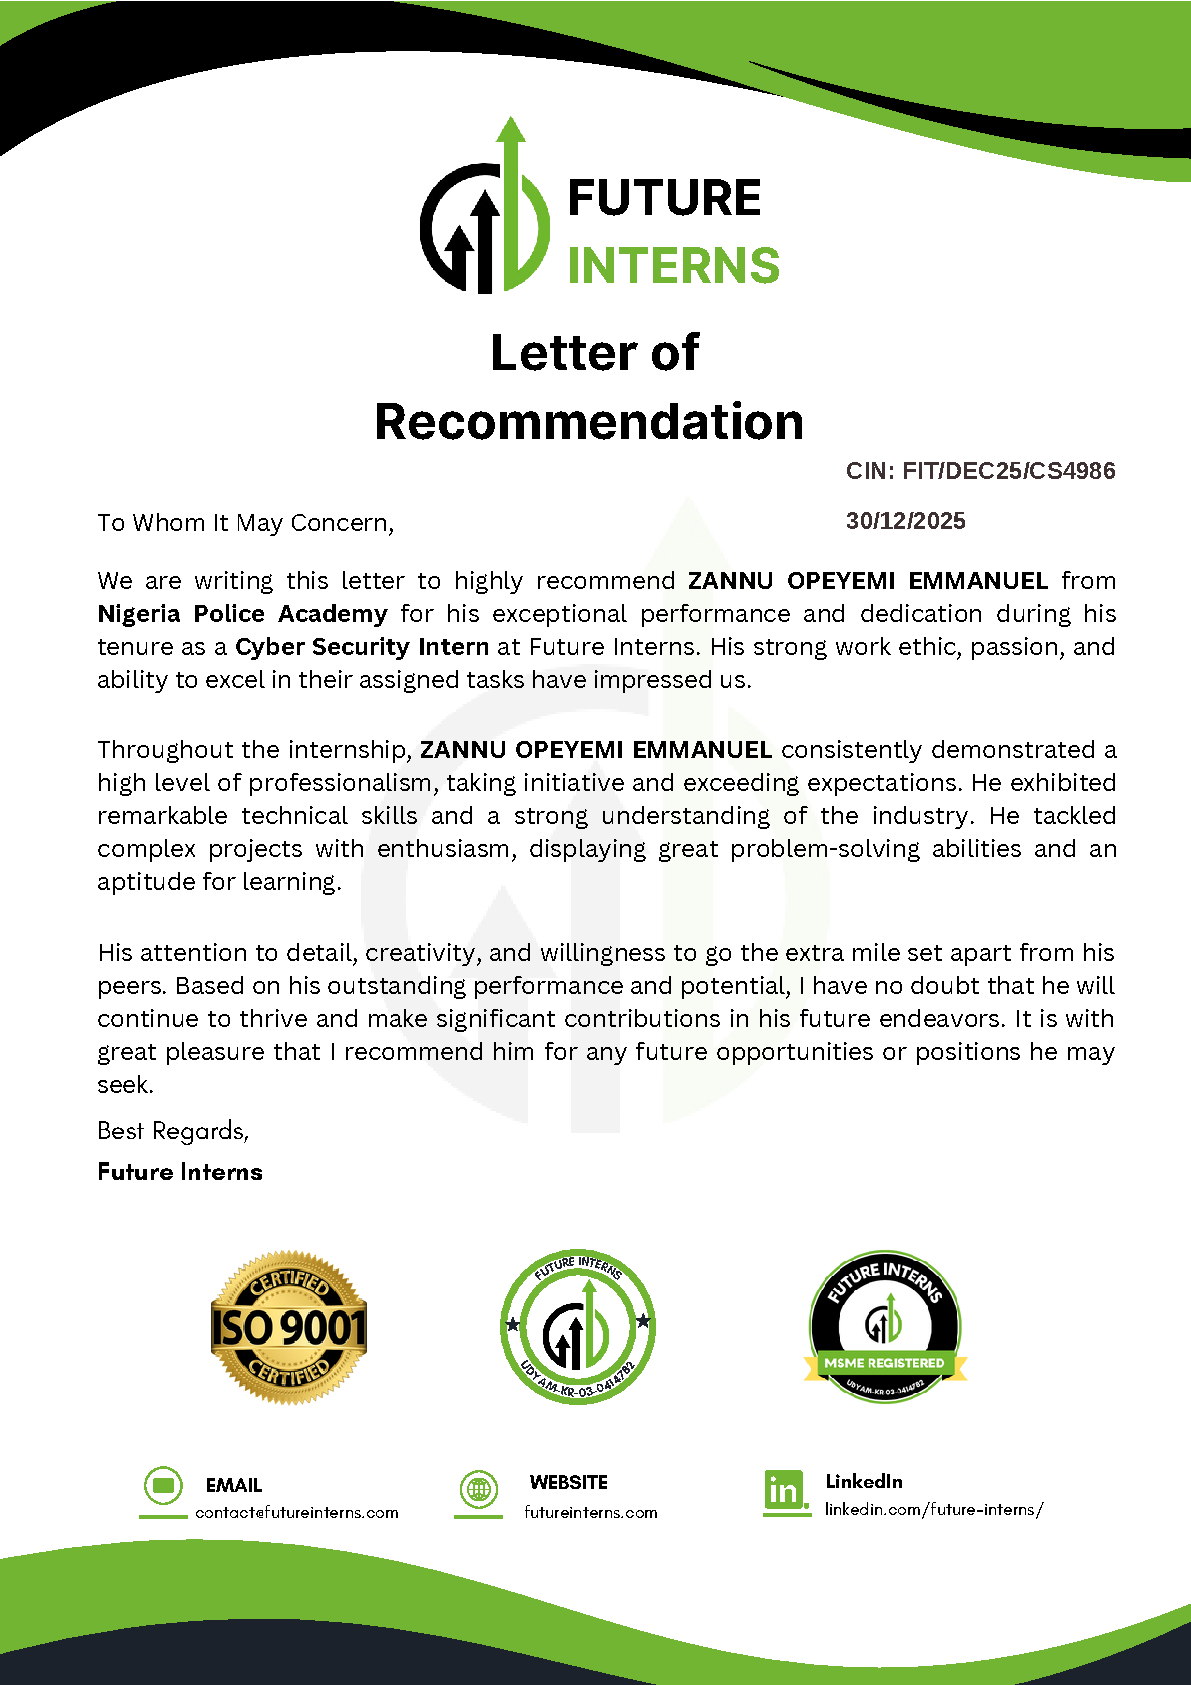 FUTURE
INTERNS
Letter of
Recommendation
CIN: FIT/DEC25/CS4986
To Whom It May Concern,
30/12/2025
We are writing this letter to highly recommend ZANNU OPEYEMI EMMANUEL from
Nigeria Police Academy for his exceptional performance and dedication during his
tenure as a Cyber Security Intern at Future Interns. His strong work ethic, passion, and
ability to excel in their assigned tasks have impressed us.
Throughout the internship, ZANNU OPEYEMI EMMANUEL consistently demonstrated a
high level of professionalism, taking initiative and exceeding expectations. He exhibited
remarkable technical skills and a strong understanding of the industry. He tackled
complex projects with enthusiasm, displaying great problem-solving abilities and an
aptitude for learning.
His attention to detail, creativity, and willingness to go the extra mile set apart from his
peers. Based on his outstanding performance and potential, I have no doubt that he will
continue to thrive and make significant contributions in his future endeavors. It is with
great pleasure that I recommend him for any future opportunities or positions he may
seek.
Best Regards,
Future Interns
CERTIFIED
ISO 9001
CERTIFIED
FUTURE INTERNS
UDYAM-KR-03-0414782
FUTURE INTERNS
MSME REGISTERED
UDYAM-KR-03-0414782
EMAIL
contact@futureinterns.com
WEBSITE
futureinterns.com
in
LinkedIn
linkedin.com/future-interns/